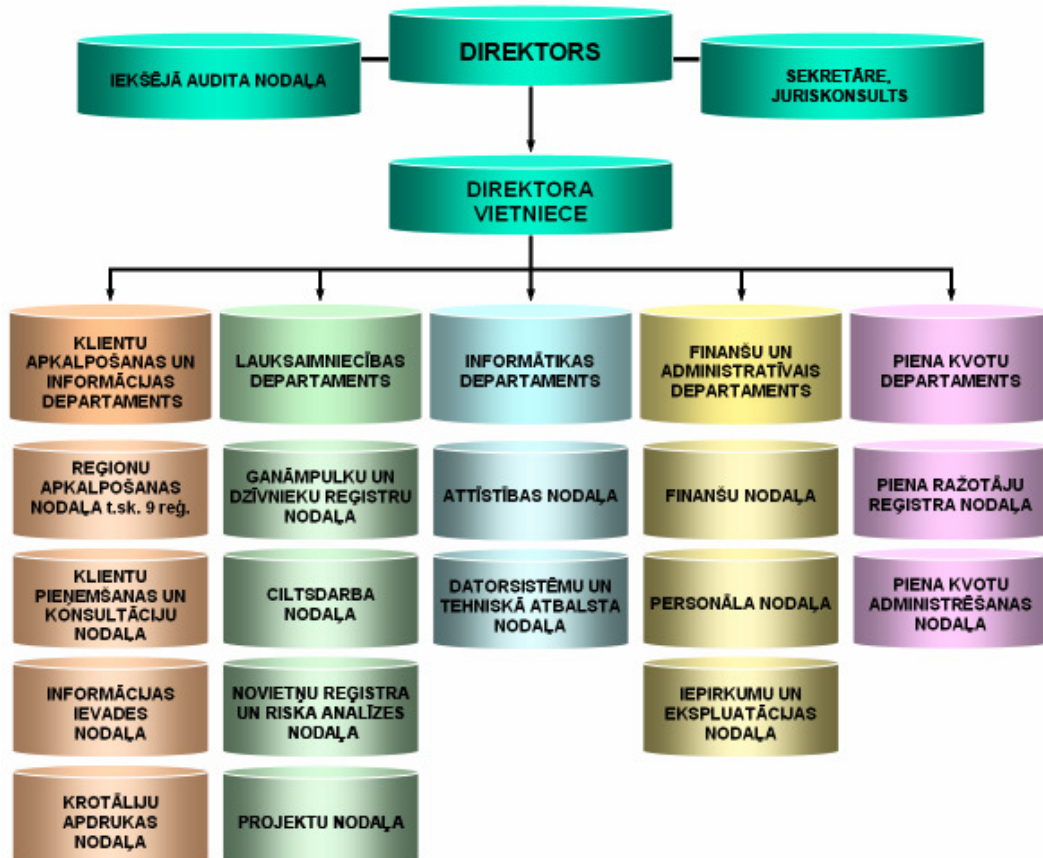 DIREKTORS
IEKŠĒJĀ AUDITA NODAĻA
SEKRETĀRE,
JURISKONSULTS
DIREKTORA
VIETNIECE
KLIENTU
APKALPOŠANAS UN
INFORMĀCIJAS
DEPARTAMENTS
LAUKSAIMNIECĪBAS
DEPARTAMENTS
INFORMĀTIKAS
DEPARTAMENTS
FINANŠU UN
ADMINISTRATĪVAIS
DEPARTAMENTS
PIENA KVOTU
DEPARTAMENTS
REĢIONU
APKALPOŠANAS
NODAĻA t.sk. 9 reģ.
GANĀMPULKU UN
DZĪVNIEKU REĢISTRU
NODAĻA
ATTĪSTĪBAS NODAĻA
FINANŠU NODAĻA
PIENA RAŽOTĀJU
REĢISTRA NODAĻA
KLIENTU
PIEŅEMŠANAS UN
KONSULTĀCIJU
NODAĻA
CILTSDARBA
NODAĻA
DATORSISTĒMU UN
TEHNISKĀ ATBALSTA
NODAĻA
PERSONĀLA NODAĻA
PIENA KVOTU
ADMINISTRĒŠANAS
NODAĻA
INFORMĀCIJAS
IEVADES
NODAĻA
NOVIETŅU REĢISTRA
UN RISKA ANALĪZES
NODAĻA
IEPIRKUMU UN
EKSPLUATĀCIJAS
NODAĻA
KROTĀLIJU
APDRUKAS
NODAĻA
PROJEKTU NODAĻA